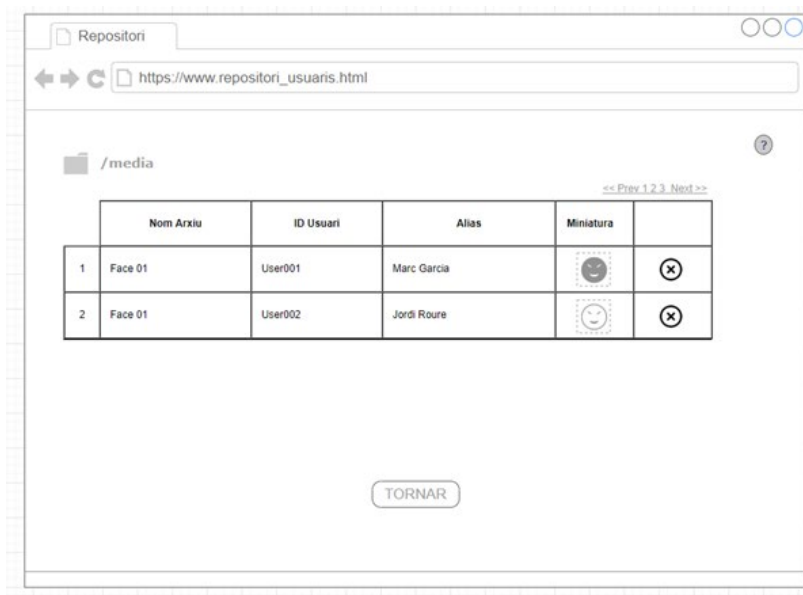 Repositori
https://www.repositori_usuaris.html
?
/media
<< Prev 1 2 3 Next >>
Nom Arxiu ID Usuari Alias Miniatura
1 Face 01 User001 Marc Garcia
2 Face 01 User002 Jordi Roure
TORNAR